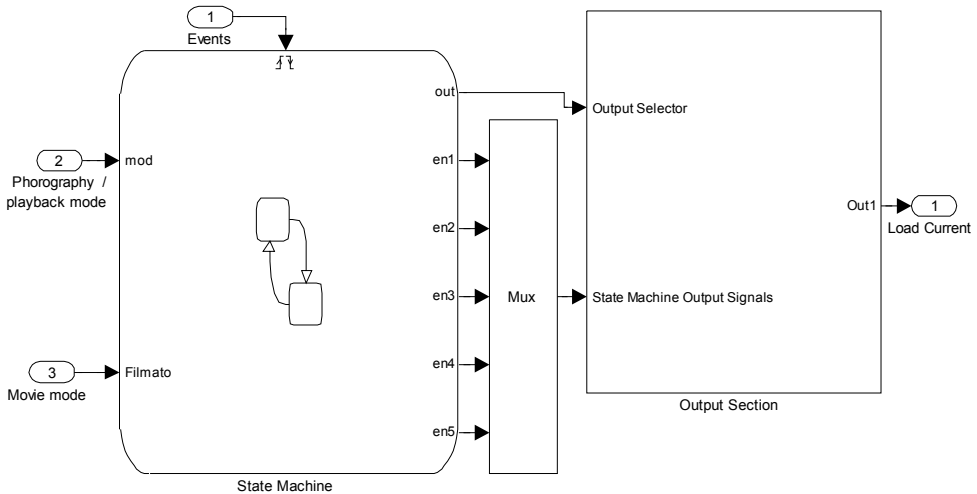 1
Events
out
Output Selector
mod
en1
2
Phorography /
playback mode
en2
Out1
1
Load Current
en3
Mux
State Machine Output Signals
en4
3
Filmato
Movie mode
Output Section
en5
State Machine